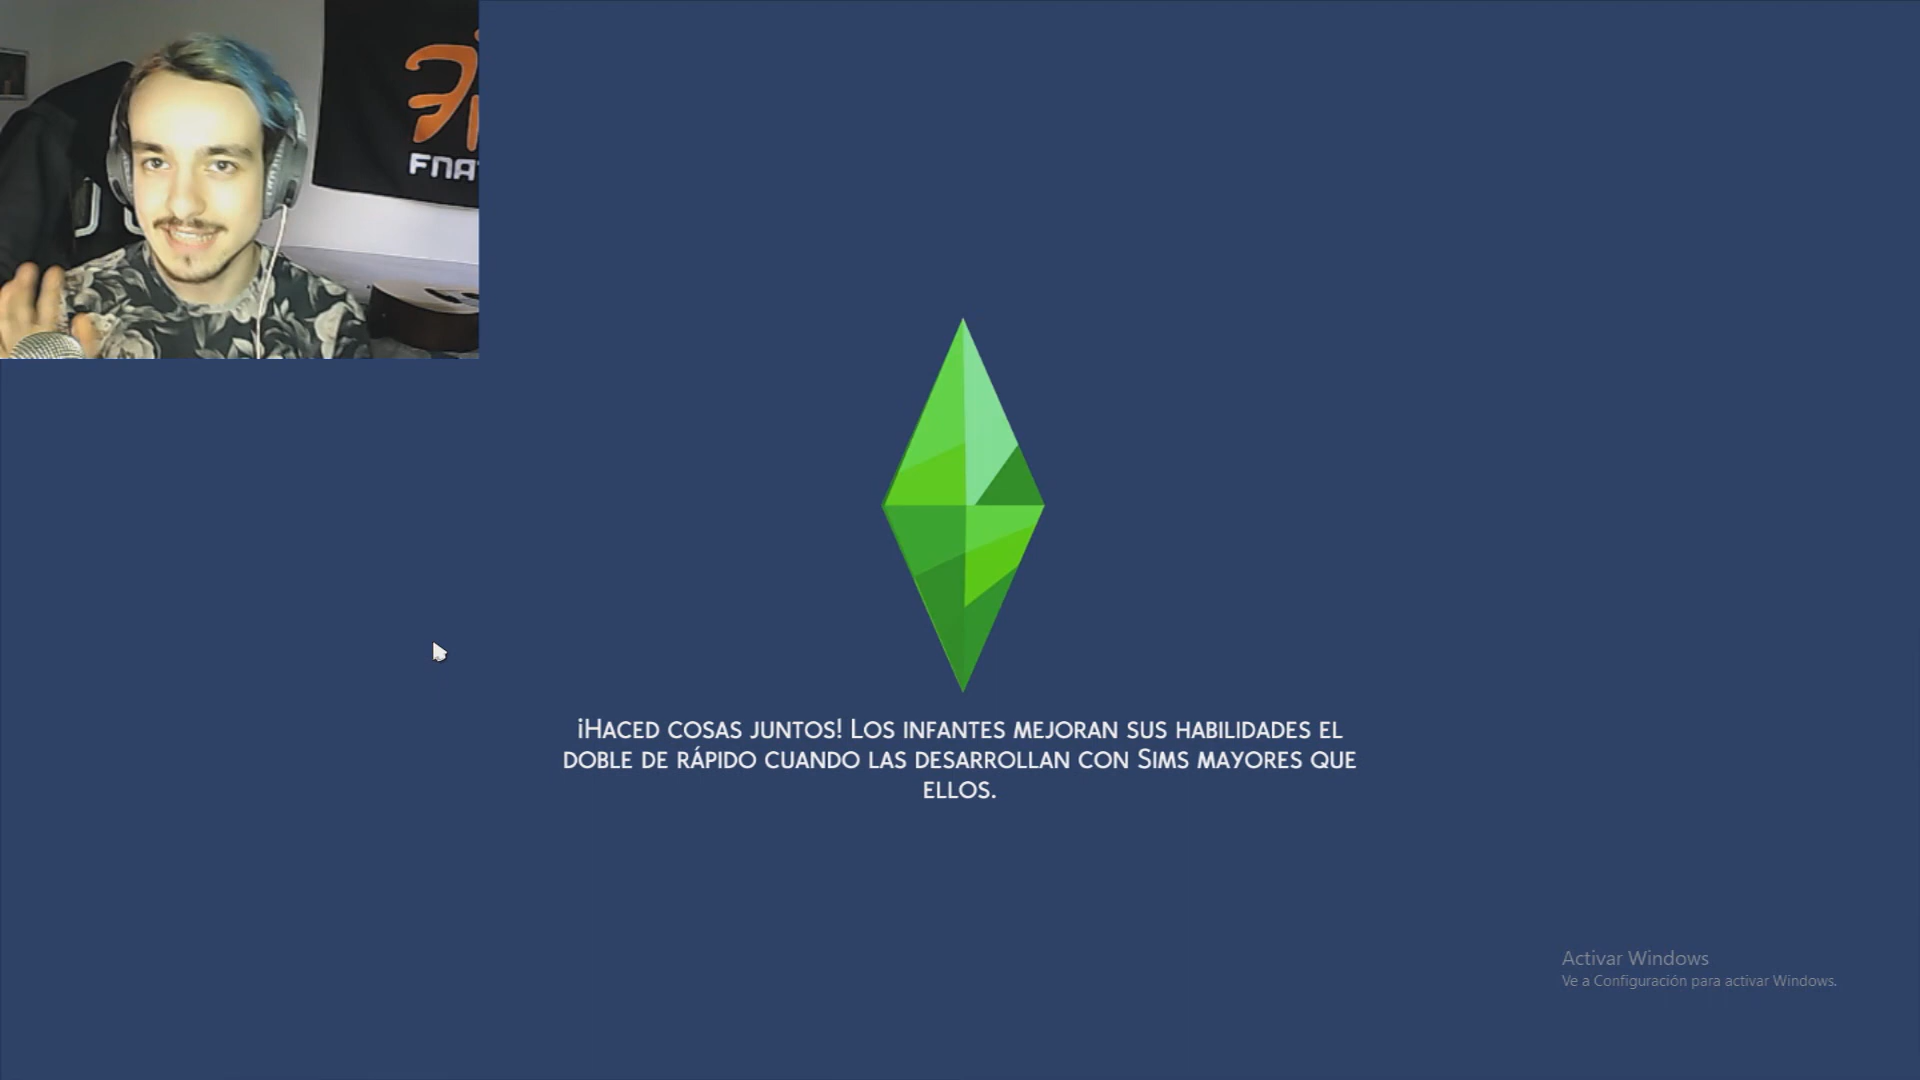 FNAT
¡HACED COSAS JUNTOS! LOS INFANTES MEJORAN SUS HABILIDADES EL
DOBLE DE RÁPIDO CUANDO LAS DESARROLLAN CON SIMS MAYORES QUE
ELLOS.
Activar Windows
Ve a Configuración para activar Windows.